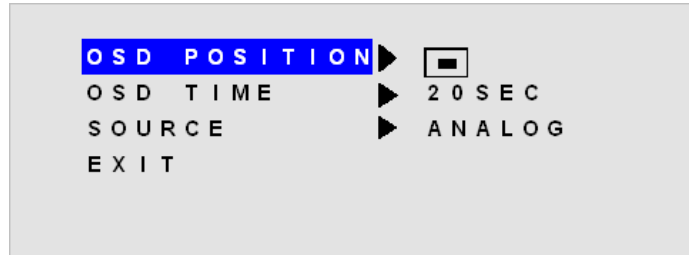 OSD POSITION
OSD TIME 20SEC
SOURCE ANALOG
EXIT